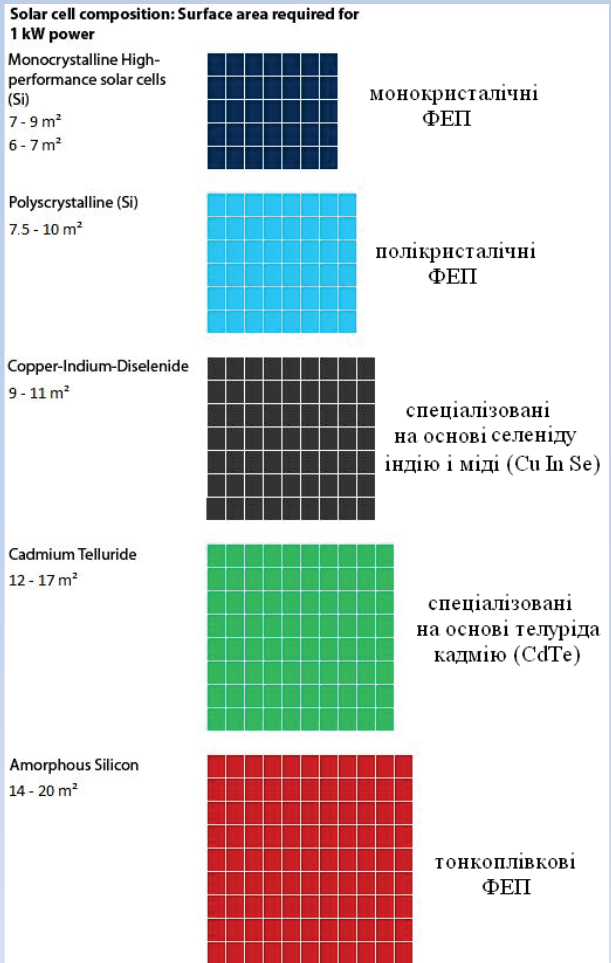 Solar cell composition: Surface area required for
1 kW power
Monocrystalline High-
performance solar cells
(Si)
7 - 9 m²
6 - 7 m²
монокристалічні
ФЕП
Polyscrystalline (Si)
7.5 - 10 m²
полікристалічні
ФЕП
Copper-Indium-Diselenide
9 - 11 m²
спеціалізовані
на основі селеніду
індію і міді (Cu In Se)
Cadmium Telluride
12 - 17 m²
спеціалізовані
на основі телуріда
кадмію (CdTe)
Amorphous Silicon
14 - 20 m²
тонкоплівкові
ФЕП